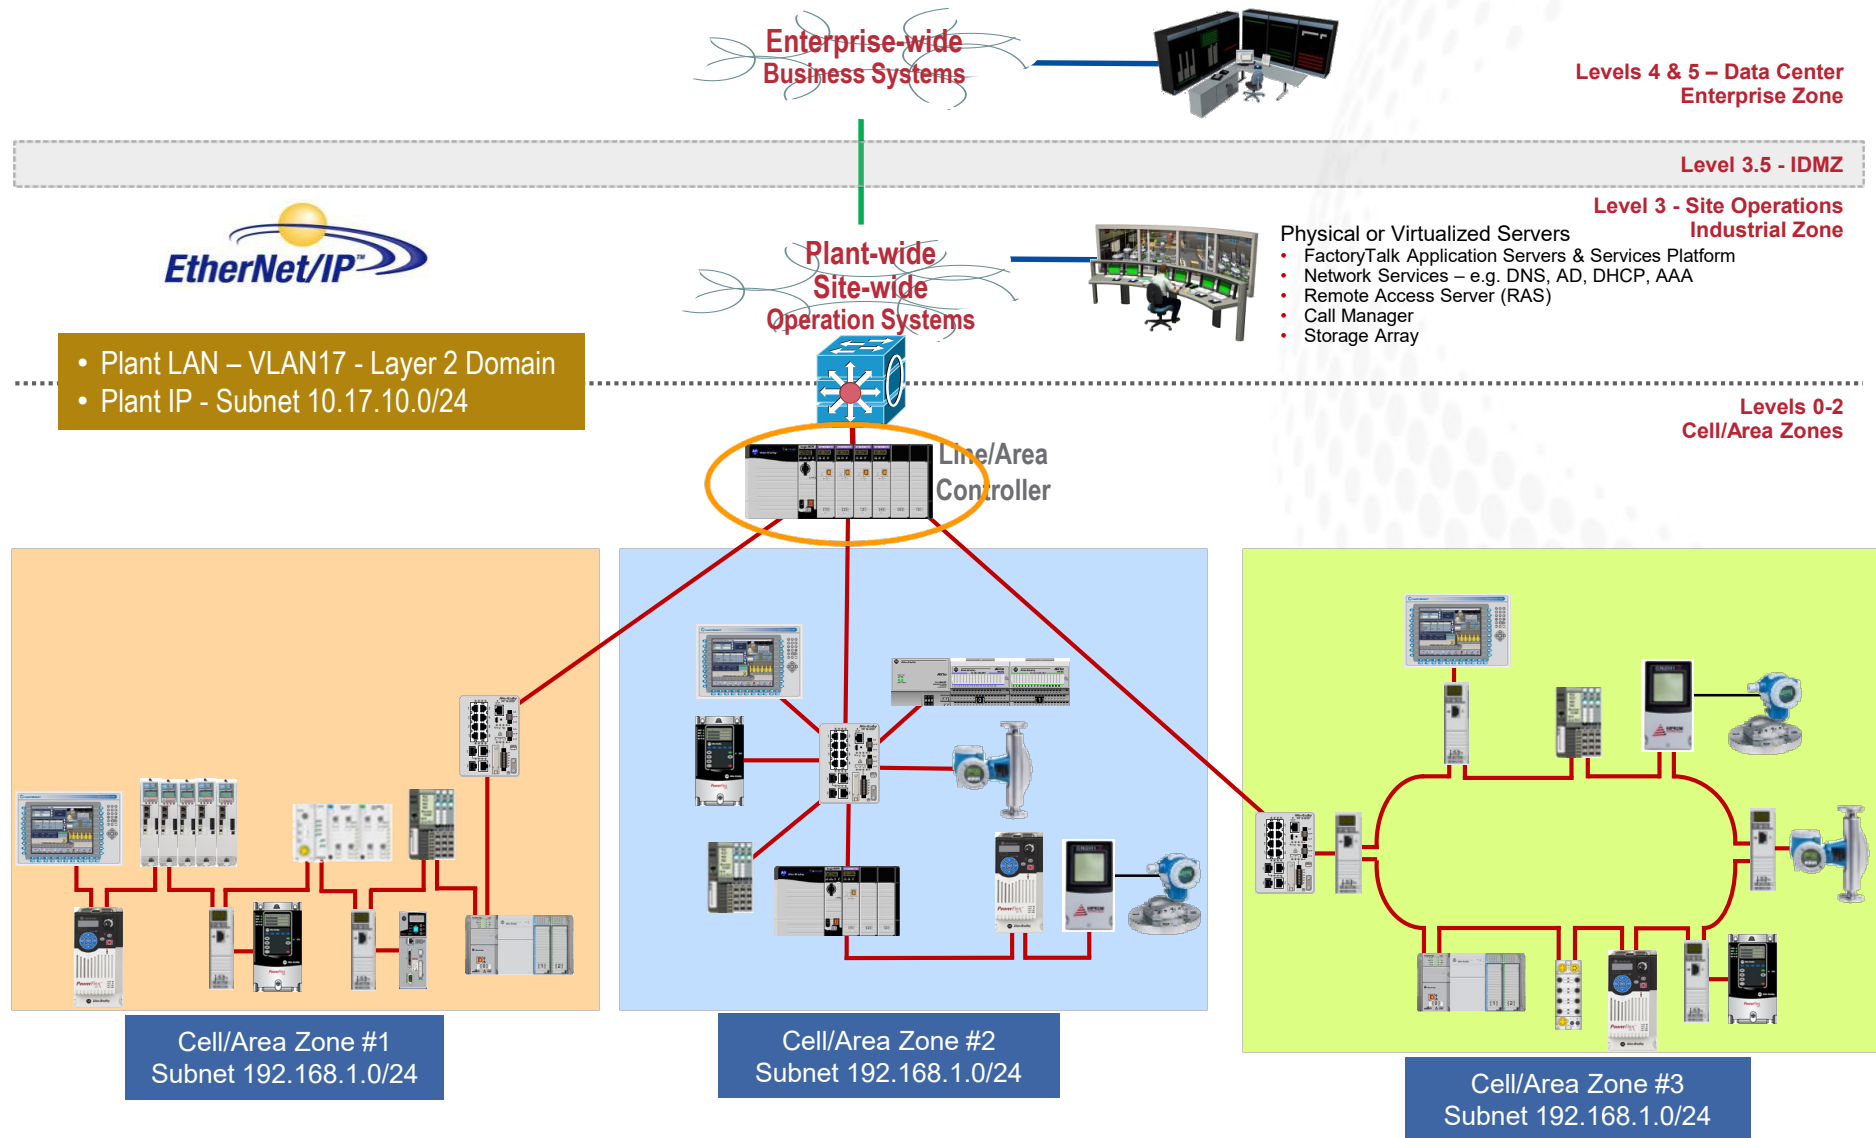 Enterprise-wide
Business Systems
Levels 4 & 5 – Data Center
Enterprise Zone
Level 3.5 - IDMZ
Level 3 - Site Operations
Industrial Zone
EtherNet/IP™
Plant-wide
Site-wide
Operation Systems
Physical or Virtualized Servers
• FactoryTalk Application Servers & Services Platform
• Network Services – e.g. DNS, AD, DHCP, AAA
• Remote Access Server (RAS)
• Call Manager
• Storage Array
• Plant LAN – VLAN17 - Layer 2 Domain
• Plant IP - Subnet 10.17.10.0/24
Levels 0-2
Cell/Area Zones
Line/Area
Controller
Cell/Area Zone #1
Subnet 192.168.1.0/24
Cell/Area Zone #2
Subnet 192.168.1.0/24
Cell/Area Zone #3
Subnet 192.168.1.0/24